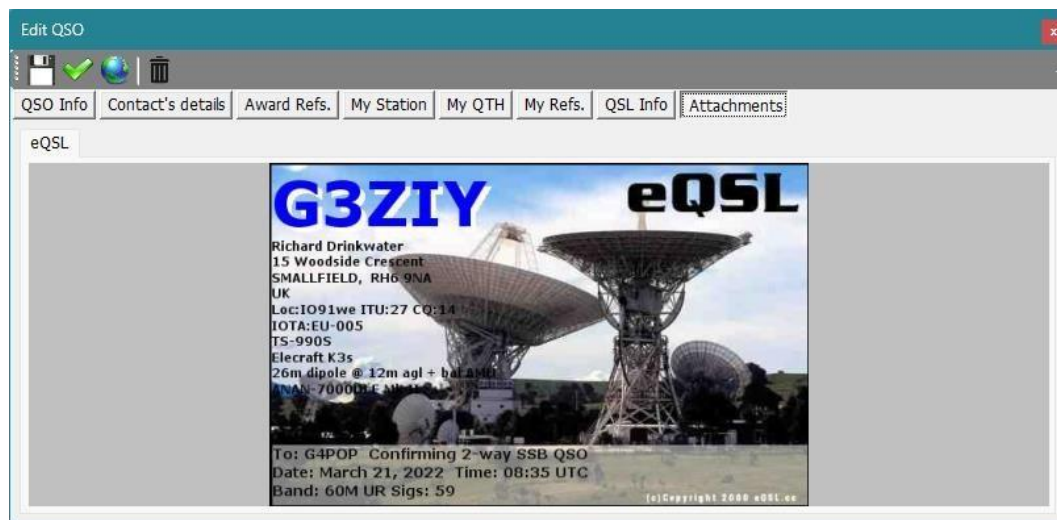 Edit QSO
x
QSO Info Contact's details Award Refs. My Station My QTH My Refs. QSL Info Attachments
eQSL
G3ZIY eQSL
Richard Drinkwater
15 Woodside Crescent
SMALLFIELD, RH6 9NA
UK
Loc:IO91we ITU:27 CQ:14
IOTA:EU-005
TS-990S
Elecraft K3s
26m dipole @ 12m agl + bal AMU
To: G4POP Confirming 2-way SSB QSO
Date: March 21, 2022 Time: 08:35 UTC
Band: 60M UR Sigs: 59
(c)Copyright 2000 eQSL.cc